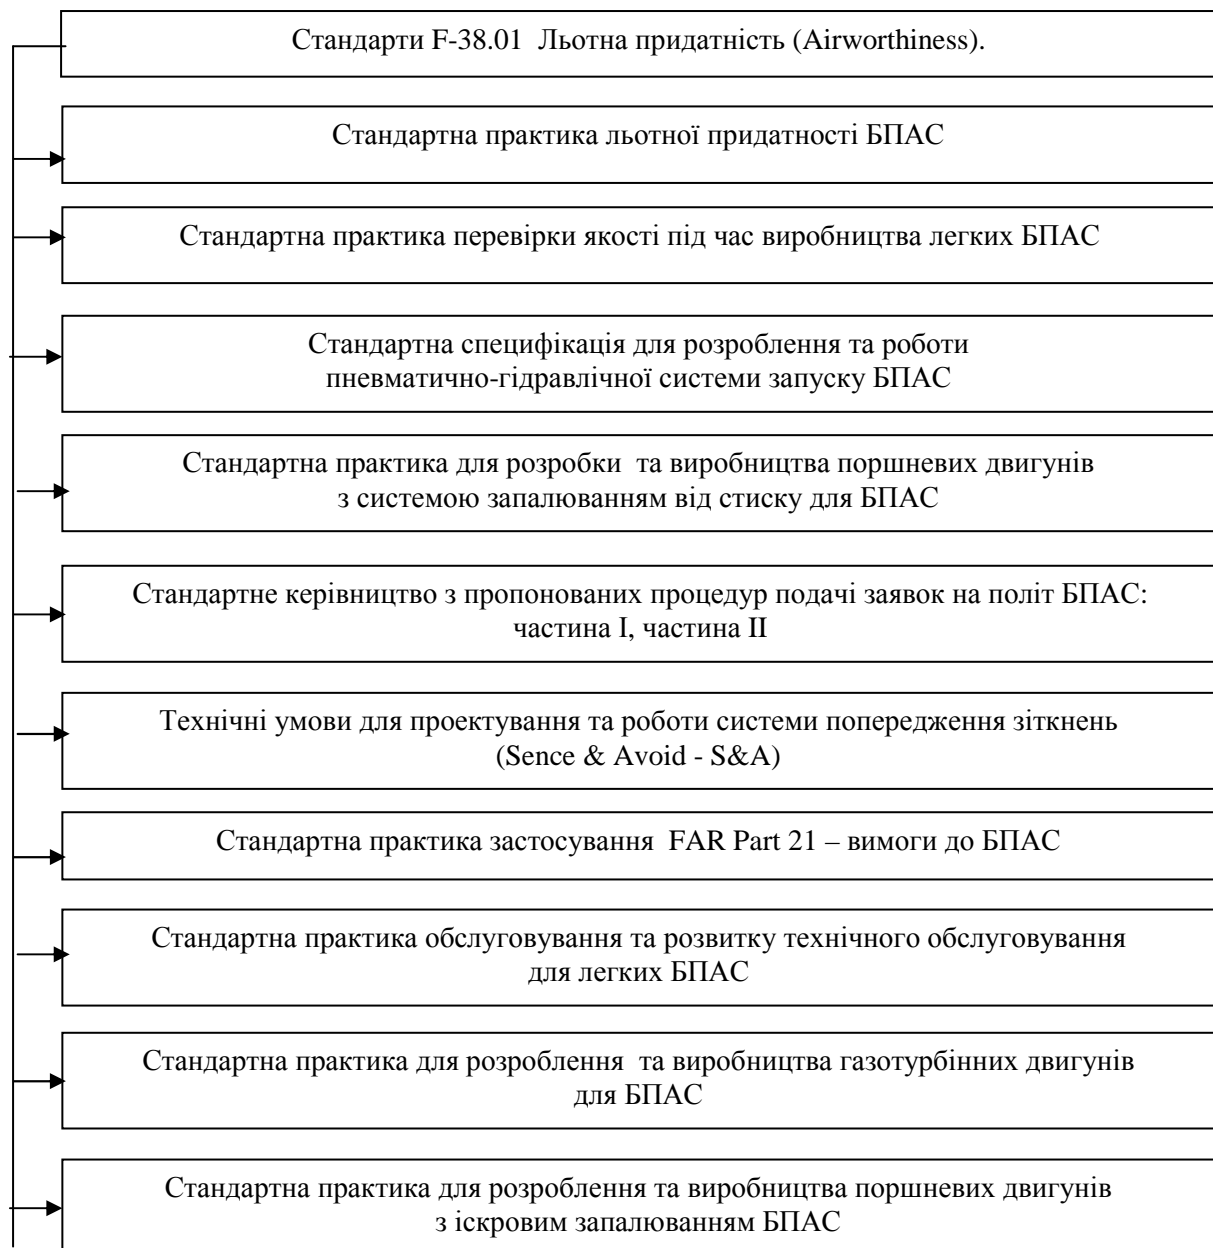 Стандарти F-38.01 Льотна придатність (Airworthiness).
Стандартна практика льотної придатності БПАС
Стандартна практика перевірки якості під час виробництва легких БПАС
Стандартна специфікація для розроблення та роботи
пневматично-гідравлічної системи запуску БПАС
Стандартна практика для розробки та виробництва поршневих двигунів
з системою запалюванням від стиску для БПАС
Стандартне керівництво з пропонованих процедур подачі заявок на політ БПАС:
частина I, частина II
Технічні умови для проектування та роботи системи попередження зіткнень
(Sence & Avoid - S&A)
Стандартна практика застосування FAR Part 21 – вимоги до БПАС
Стандартна практика обслуговування та розвитку технічного обслуговування
для легких БПАС
Стандартна практика для розроблення та виробництва газотурбінних двигунів
для БПАС
Стандартна практика для розроблення та виробництва поршневих двигунів
з іскровим запалюванням БПАС